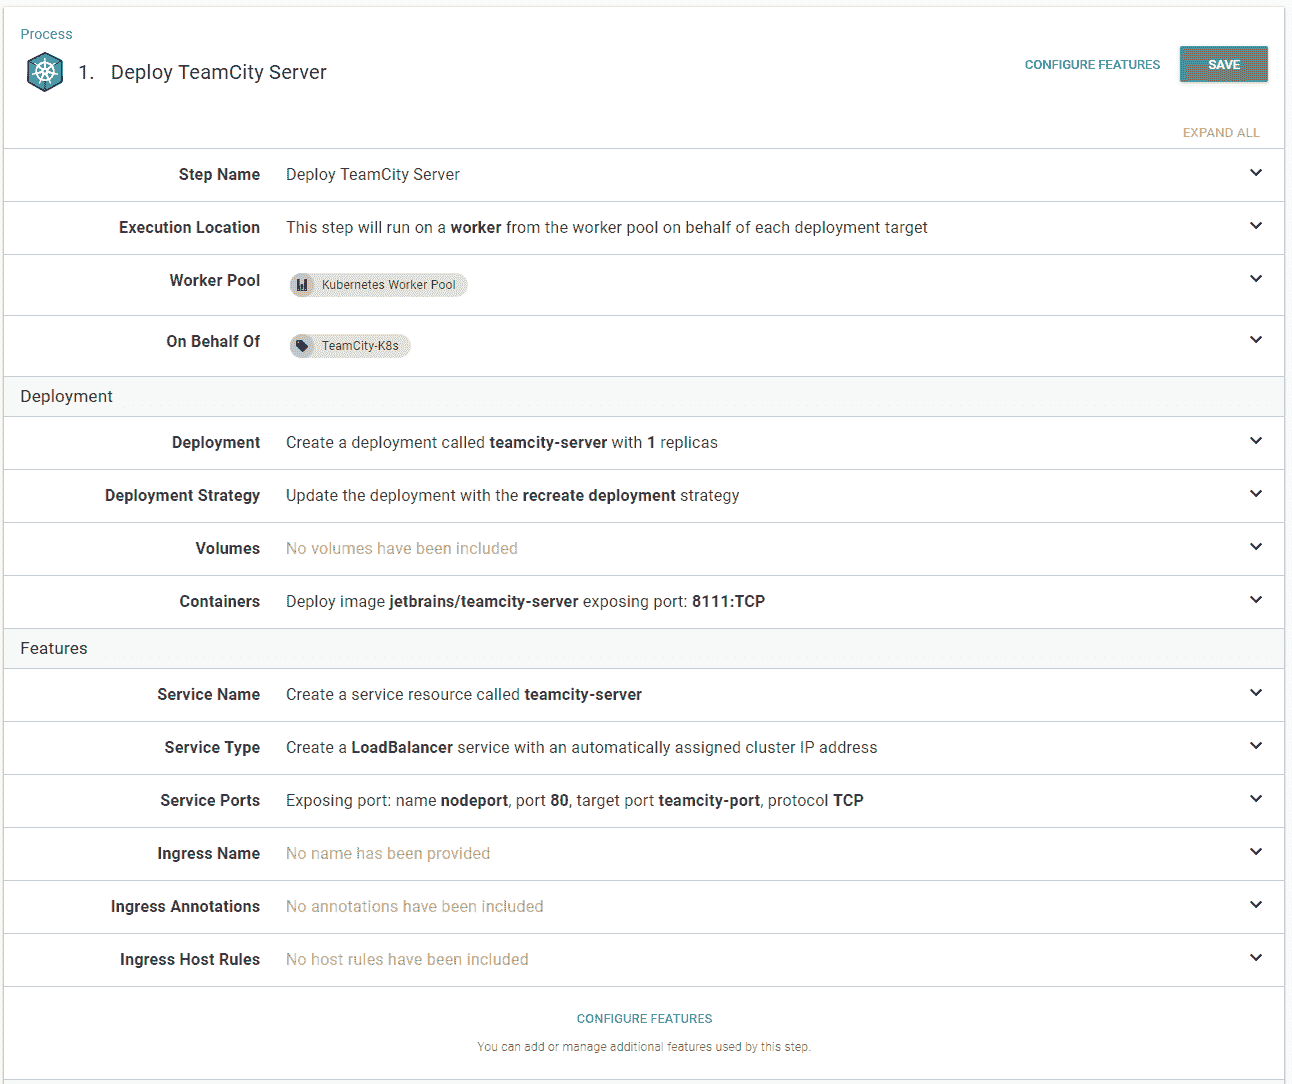 Process
1. Deploy TeamCity Server
CONFIGURE FEATURES
SAVE
EXPAND ALL
Step Name Deploy TeamCity Server
Execution Location This step will run on a worker from the worker pool on behalf of each deployment target
Worker Pool Kubernetes Worker Pool
On Behalf Of TeamCity-K8s
Deployment
Deployment Create a deployment called teamcity-server with 1 replicas
Deployment Strategy Update the deployment with the recreate deployment strategy
Volumes No volumes have been included
Containers Deploy image jetbrains/teamcity-server exposing port: 8111:TCP
Features
Service Name Create a service resource called teamcity-server
Service Type Create a LoadBalancer service with an automatically assigned cluster IP address
Service Ports Exposing port: name nodeport, port 80, target port teamcity-port, protocol TCP
Ingress Name No name has been provided
Ingress Annotations No annotations have been included
Ingress Host Rules No host rules have been included
CONFIGURE FEATURES
You can add or manage additional features used by this step.